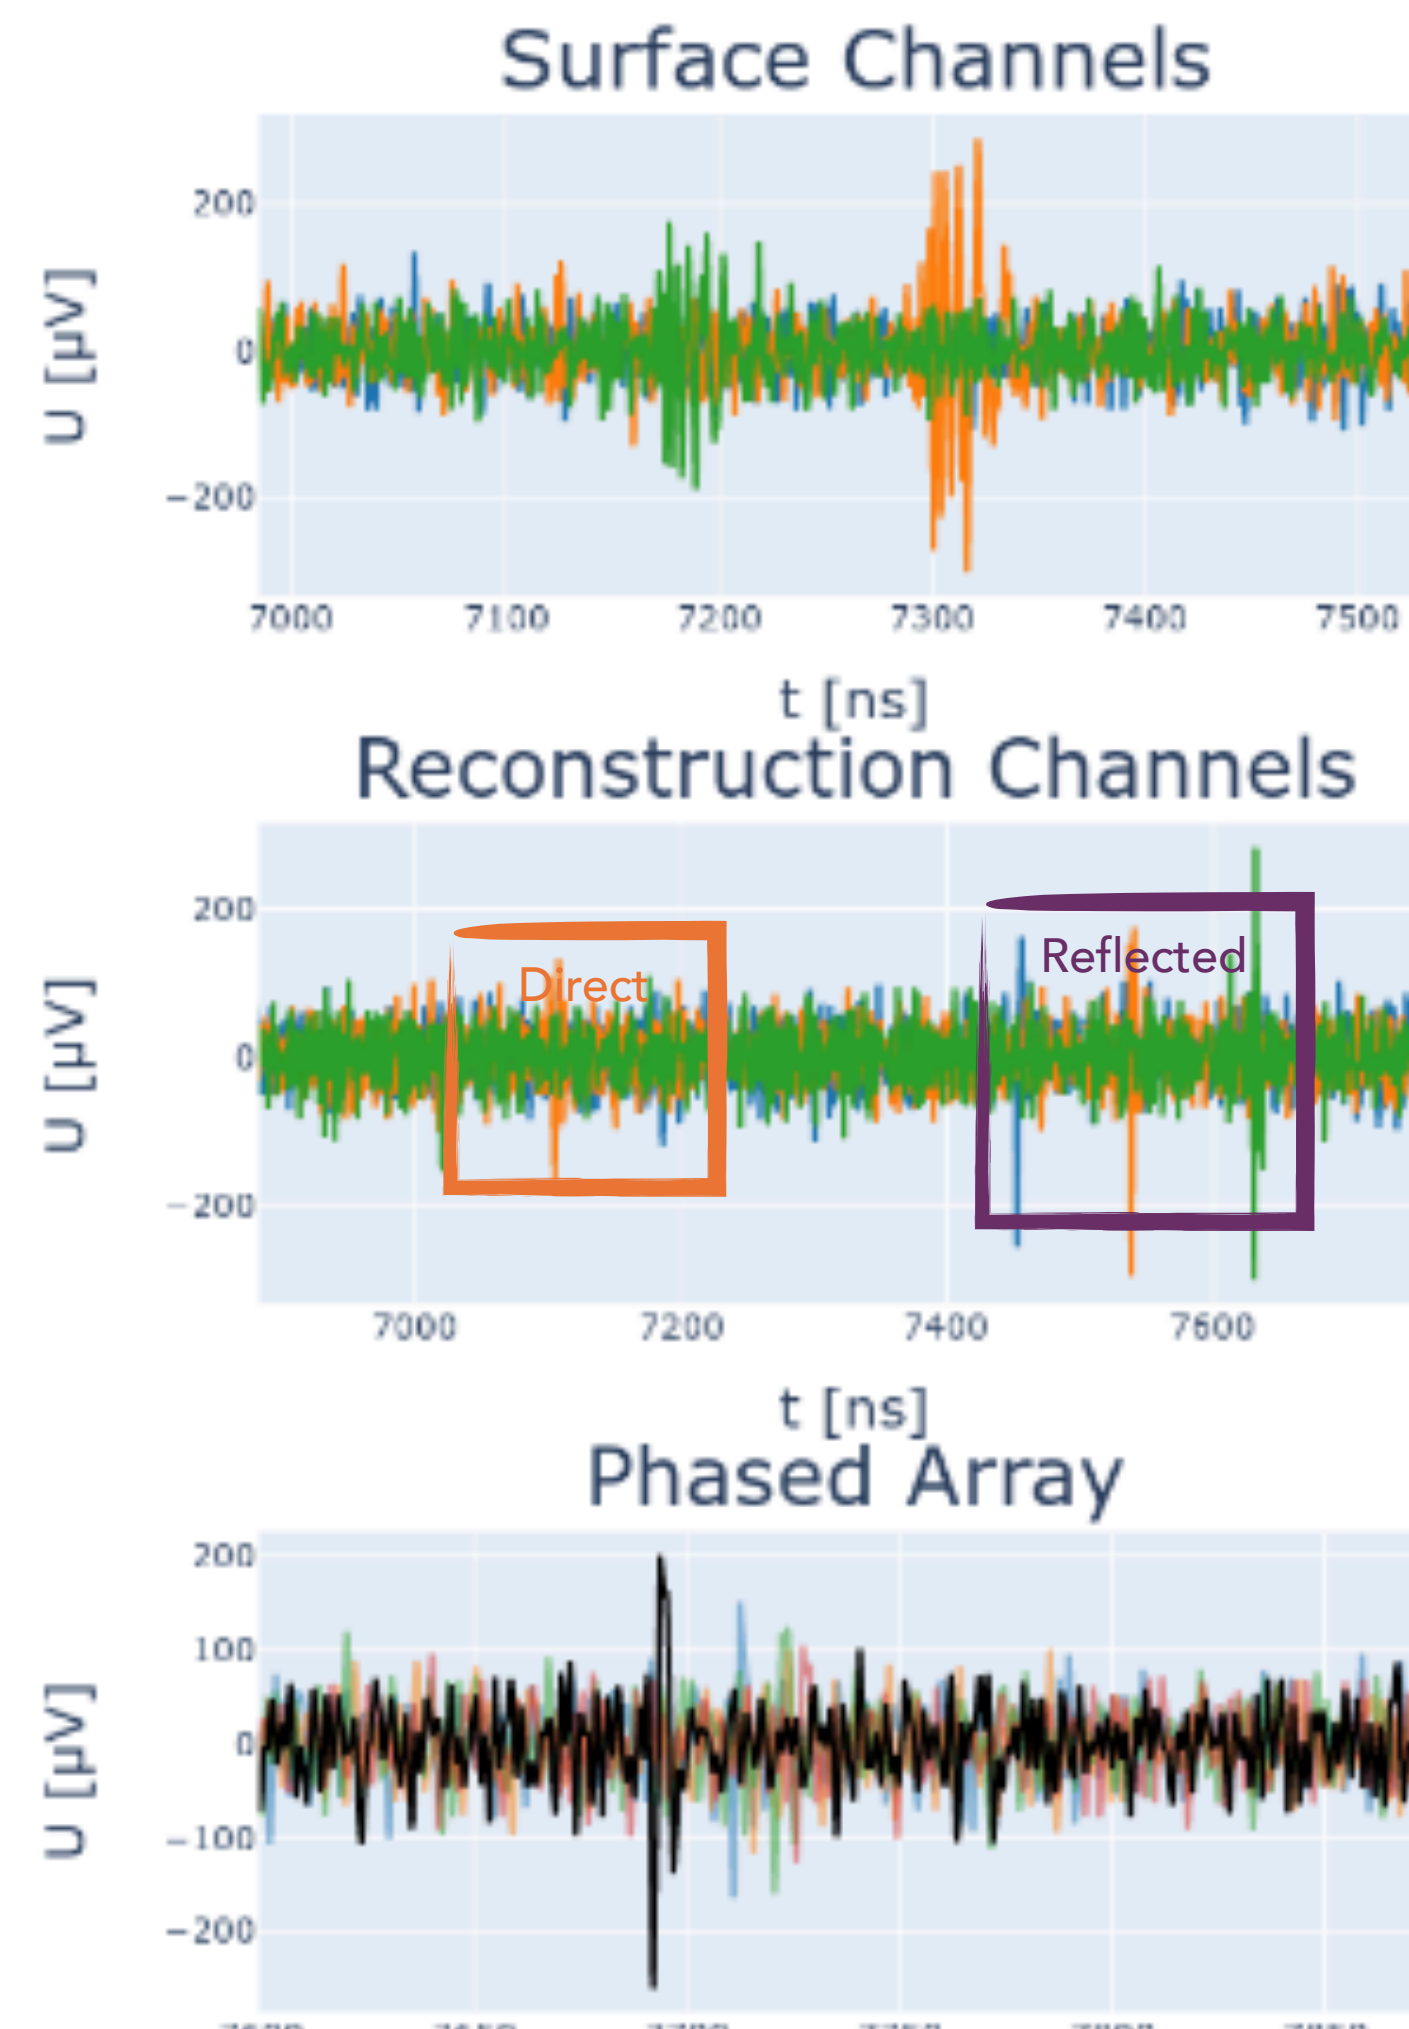 Surface Channels
200
0
−200
U [μV]
7000 7100 7200 7300 7400 7500
t [ns]
Reconstruction Channels
200
0
−200
U [μV]
Direct
Reflected
7000 7200 7400 7600
t [ns]
Phased Array
200
100
0
−100
−200
U [μV]